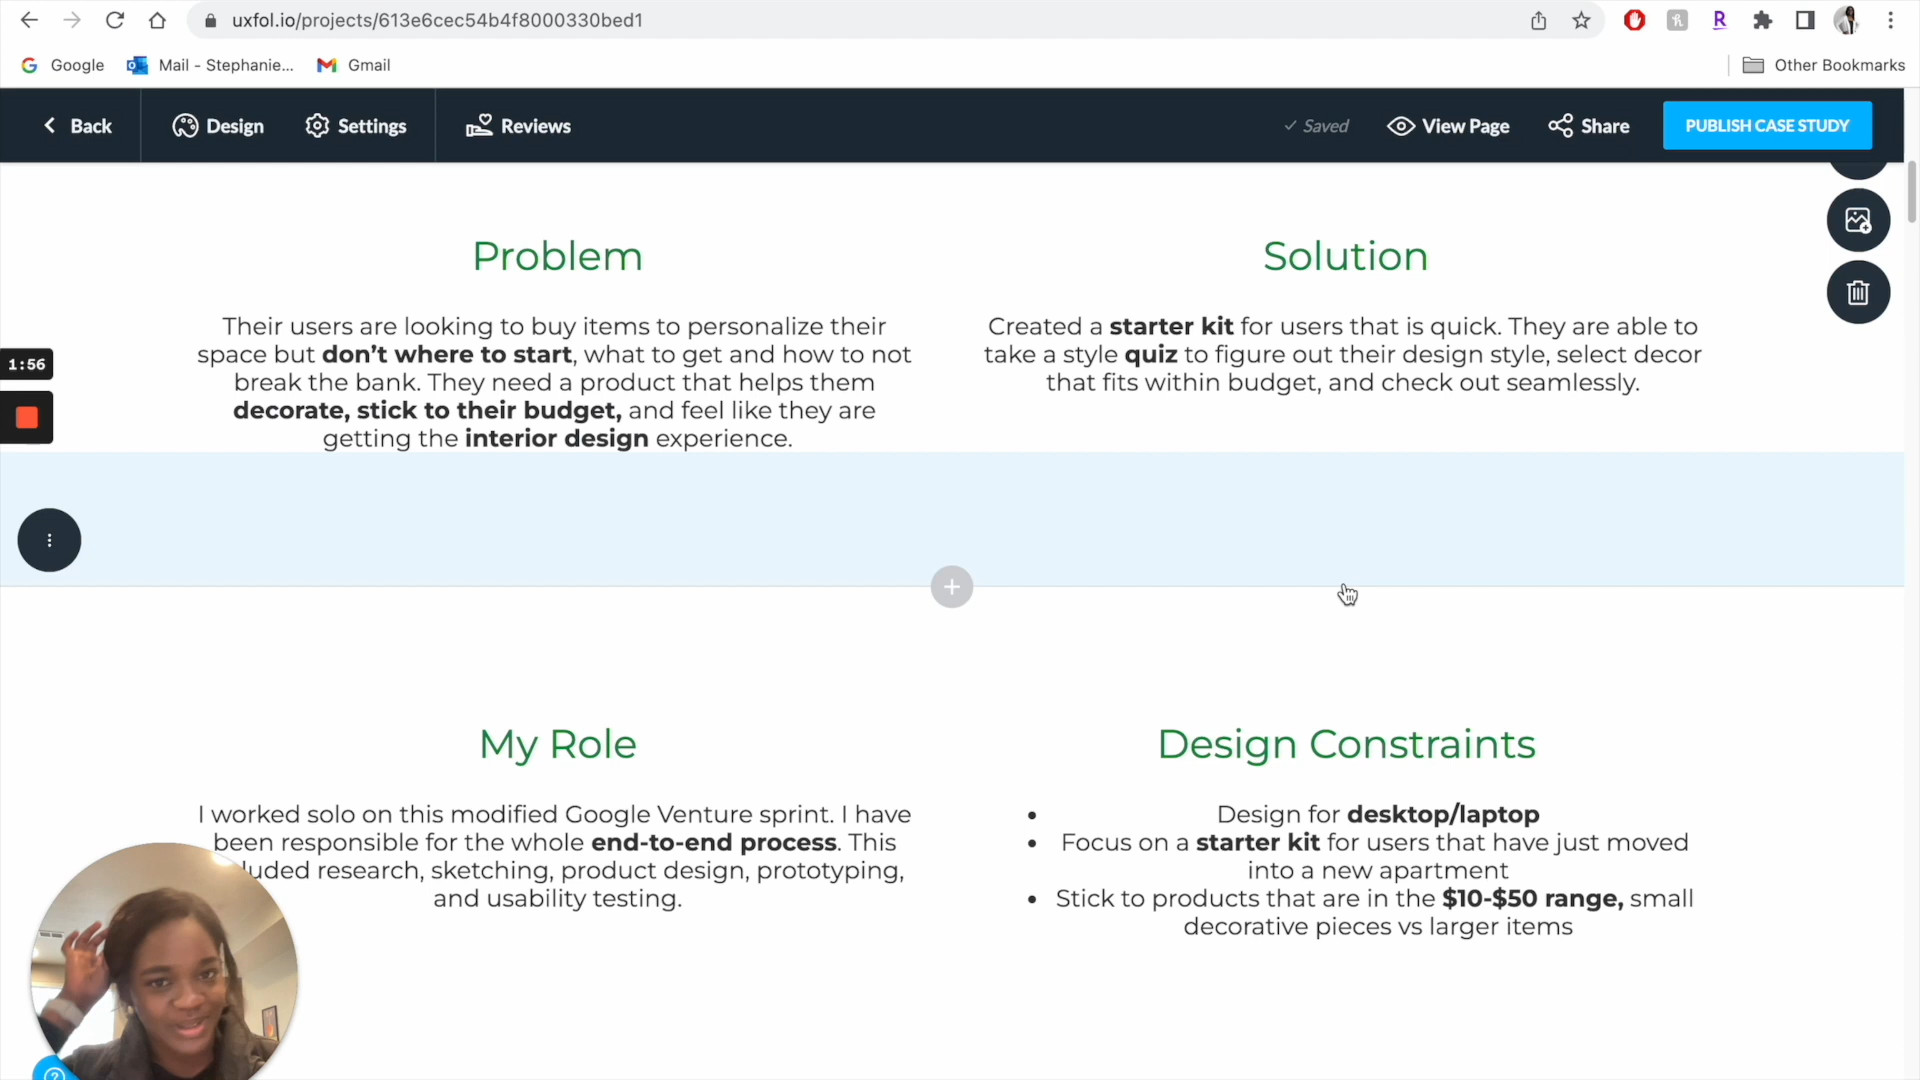 uxfol.io/projects/613e6cec54b4f8000330bed1
Google
Mail - Stephanie...
Gmail
Other Bookmarks
Back
Design
Settings
Reviews
Saved
View Page
Share
PUBLISH CASE STUDY
Problem
Their users are looking to buy items to personalize their
space but don't where to start, what to get and how to not
break the bank. They need a product that helps them
decorate, stick to their budget, and feel like they are
getting the interior design experience.
Solution
Created a starter kit for users that is quick. They are able to
take a style quiz to figure out their design style, select decor
that fits within budget, and check out seamlessly.
1:56
My Role
I worked solo on this modified Google Venture sprint. I have
been responsible for the whole end-to-end process. This
research, sketching, product design, prototyping,
and usability testing.
Design Constraints
• Design for desktop/laptop
• Focus on a starter kit for users that have just moved
into a new apartment
• Stick to products that are in the $10-$50 range, small
decorative pieces vs larger items